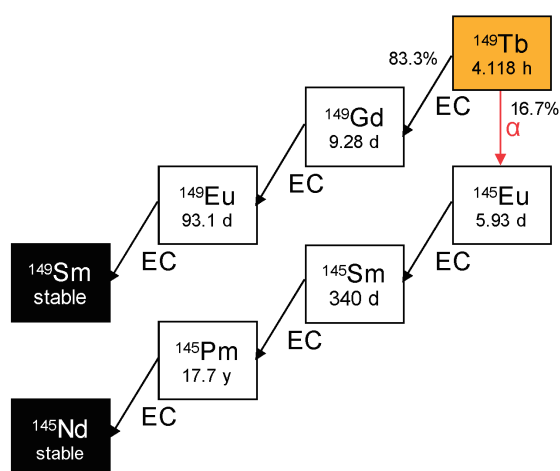 ¹⁴⁹Tb
4.118 h
83.3%
EC
16.7%
α
¹⁴⁹Gd
9.28 d
EC
¹⁴⁹Eu
93.1 d
¹⁴⁵Eu
5.93 d
EC
EC
¹⁴⁹Sm
stable
¹⁴⁵Sm
340 d
EC
¹⁴⁵Pm
17.7 y
EC
¹⁴⁵Nd
stable